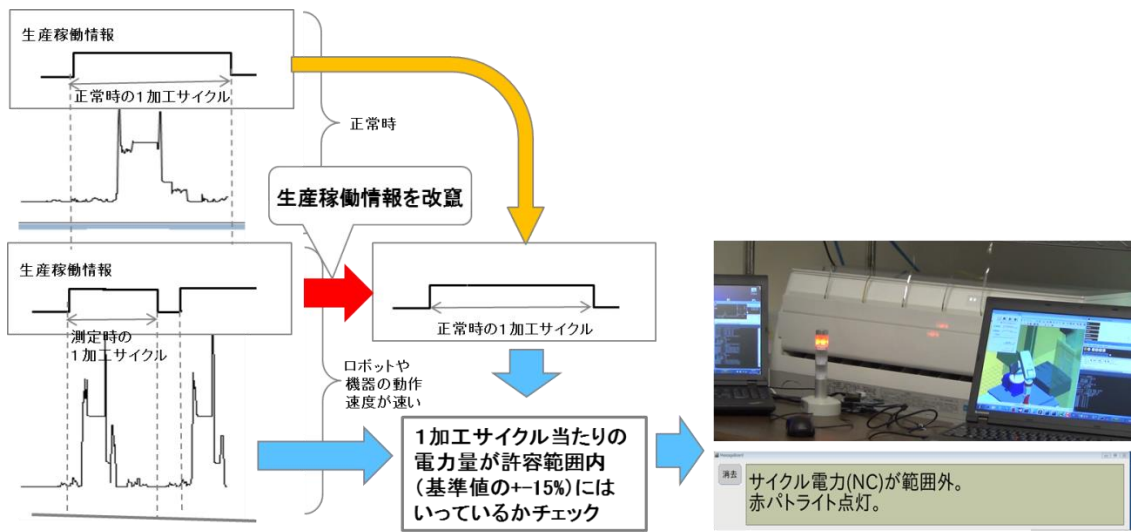 生産稼働情報
正常時の1加工サイクル
正常時
生産稼働情報を改竄
生産稼働情報
測定時の
1加工サイクル
正常時の1加工サイクル
ロボットや
機器の動作
速度が速い
1加工サイクル当たりの
電力量が許容範囲内
(基準値の+-15%)には
いっているかチェック
消去
サイクル電力(NC)が範囲外。
赤パトライト点灯。